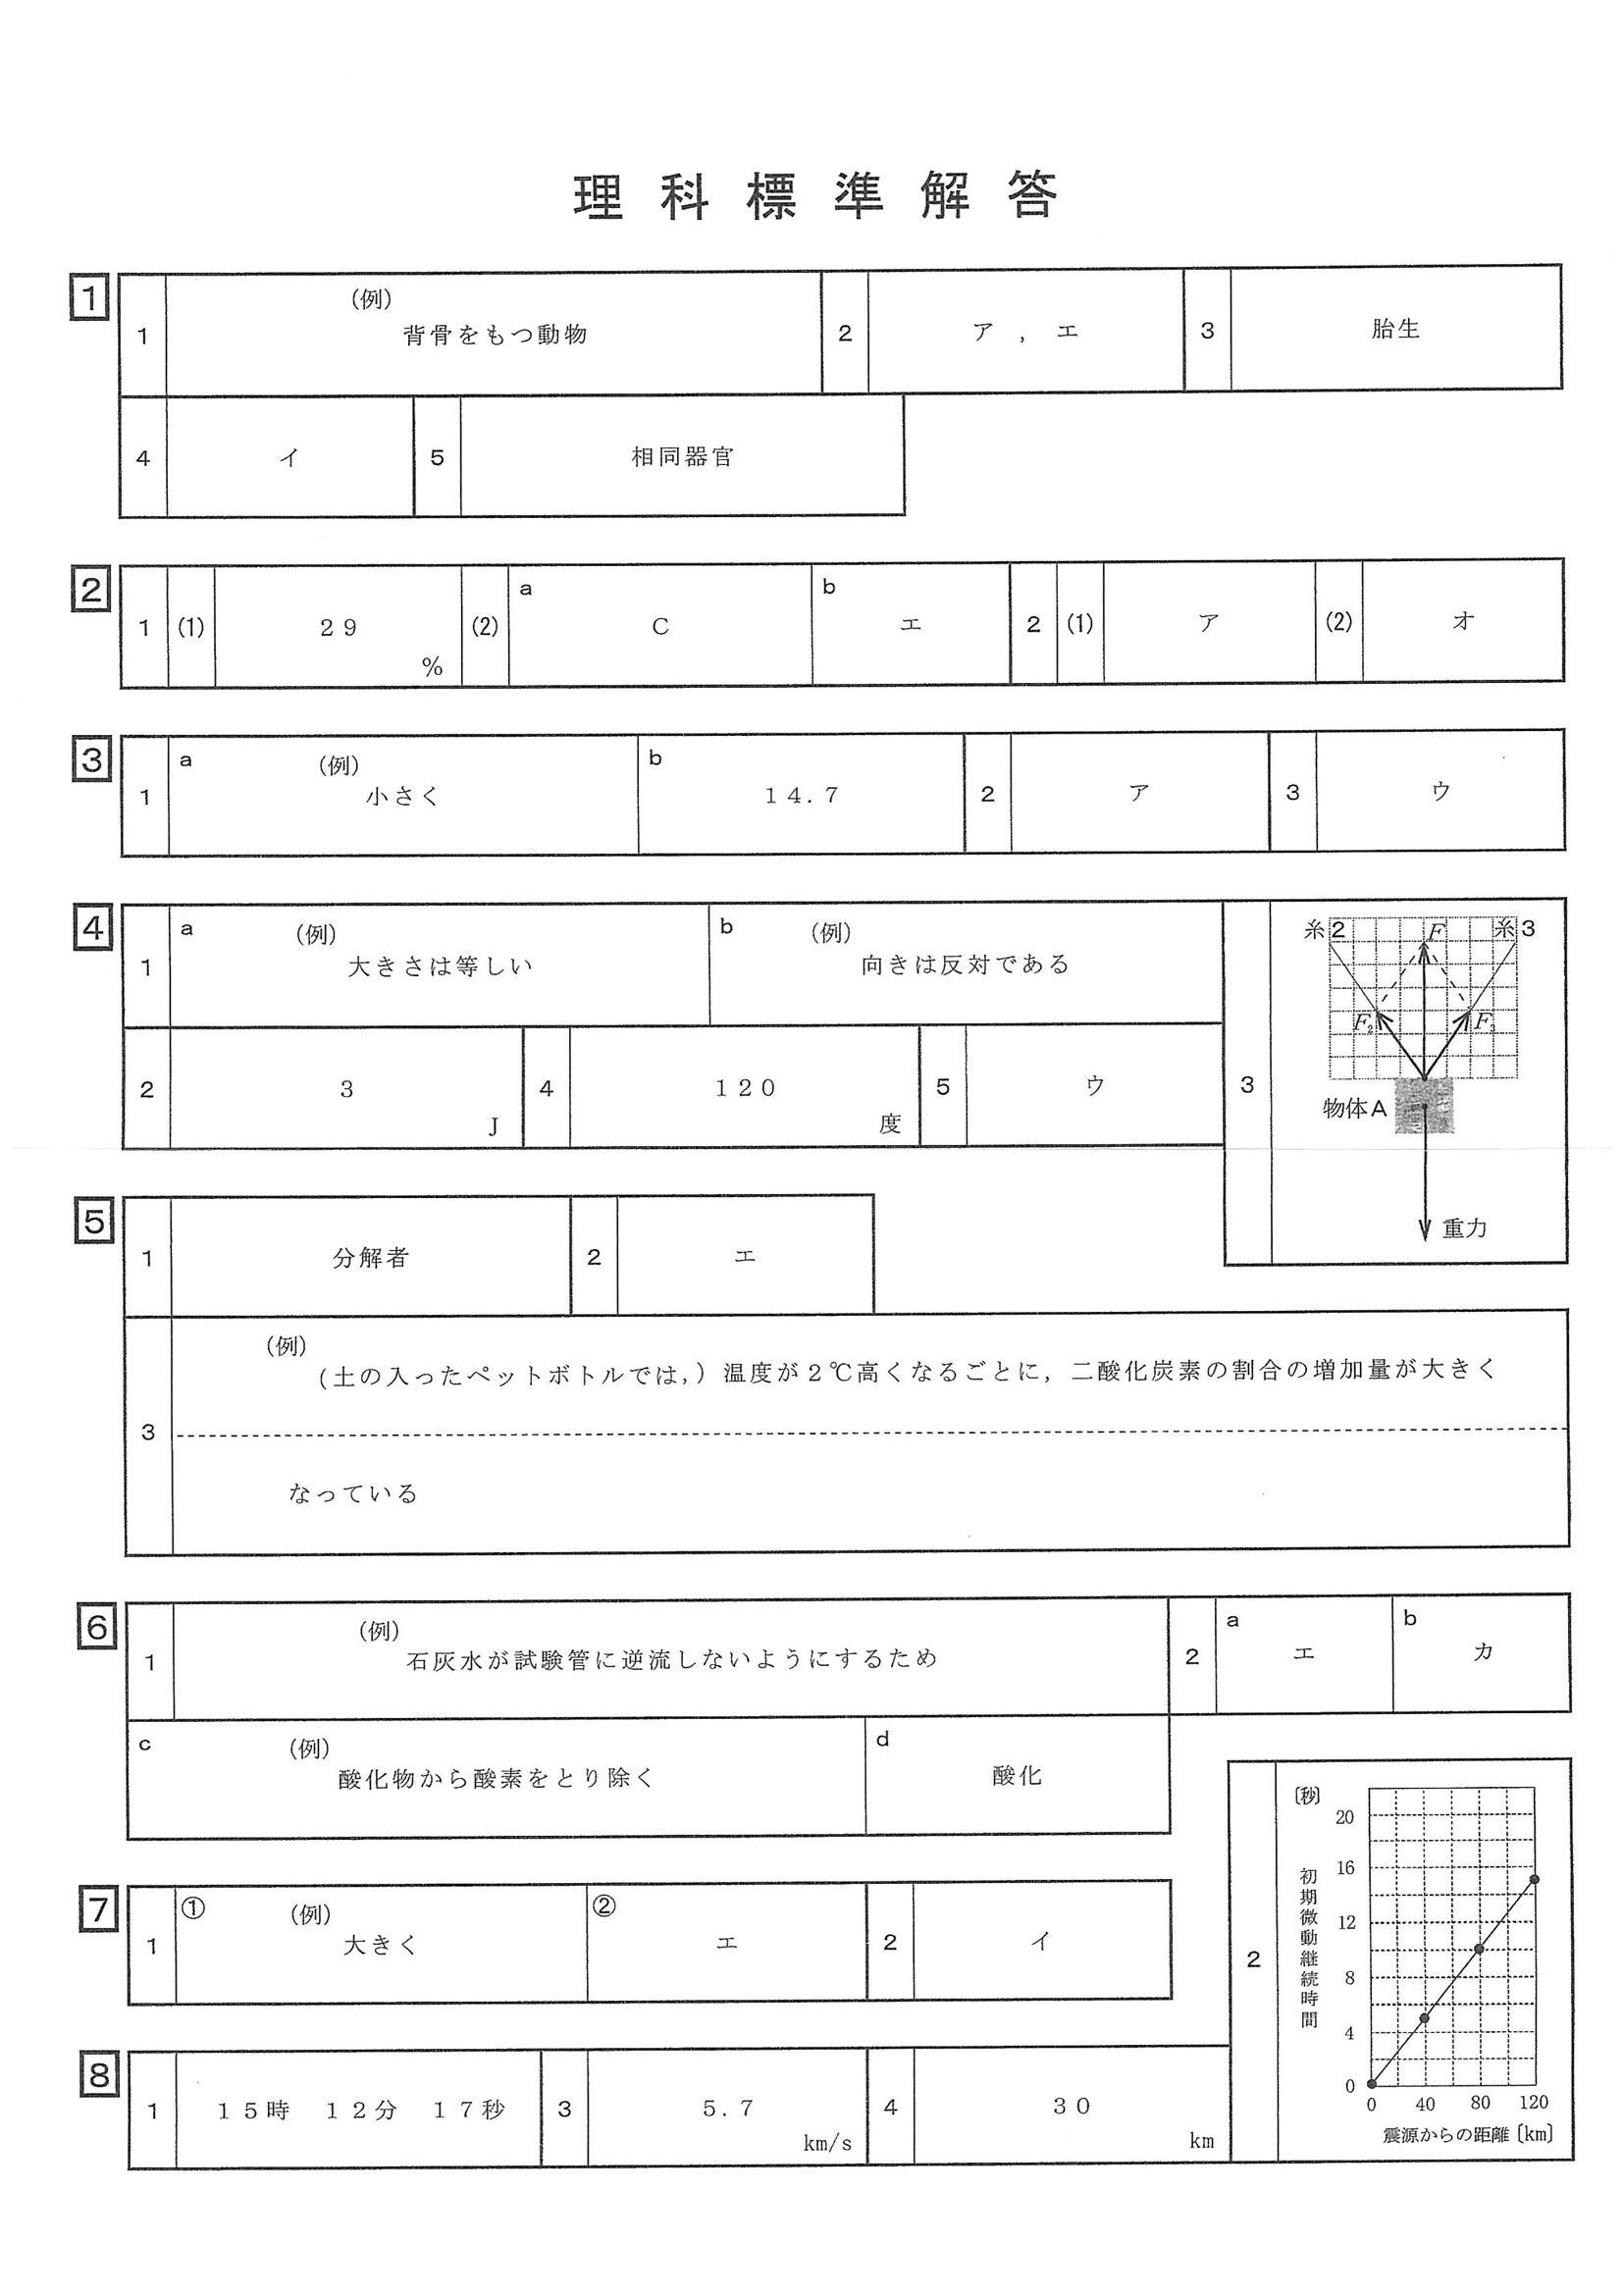 理科標準解答
1
1 (例) 背骨をもつ動物 2 ア , エ 3 胎生
4 イ 5 相同器官
2
1 (1) 29 % (2) a C b エ 2 (1) ア (2) オ
3
1 a (例) 小さく b 14.7 2 ア 3 ウ
4
1 a (例) 大きさは等しい b (例) 向きは反対である
2 3 J 4 120 度 5 ウ
3
糸2 F 糸3
F2 F3
物体A
重力
5
1 分解者 2 エ
3 (例)
(土の入ったペットボトルでは,) 温度が2℃高くなるごとに, 二酸化炭素の割合の増加量が大きく
なっている
6
1 (例) 石灰水が試験管に逆流しないようにするため 2 a エ b カ
c (例) 酸化物から酸素をとり除く d 酸化
7
1 ① (例) 大きく ② エ 2 イ
8
1 15時 12分 17秒 3 5.7 km/s 4 30 km
2
〔秒〕
初期微動継続時間
20
16
12
8
4
0
0 40 80 120
震源からの距離〔km〕